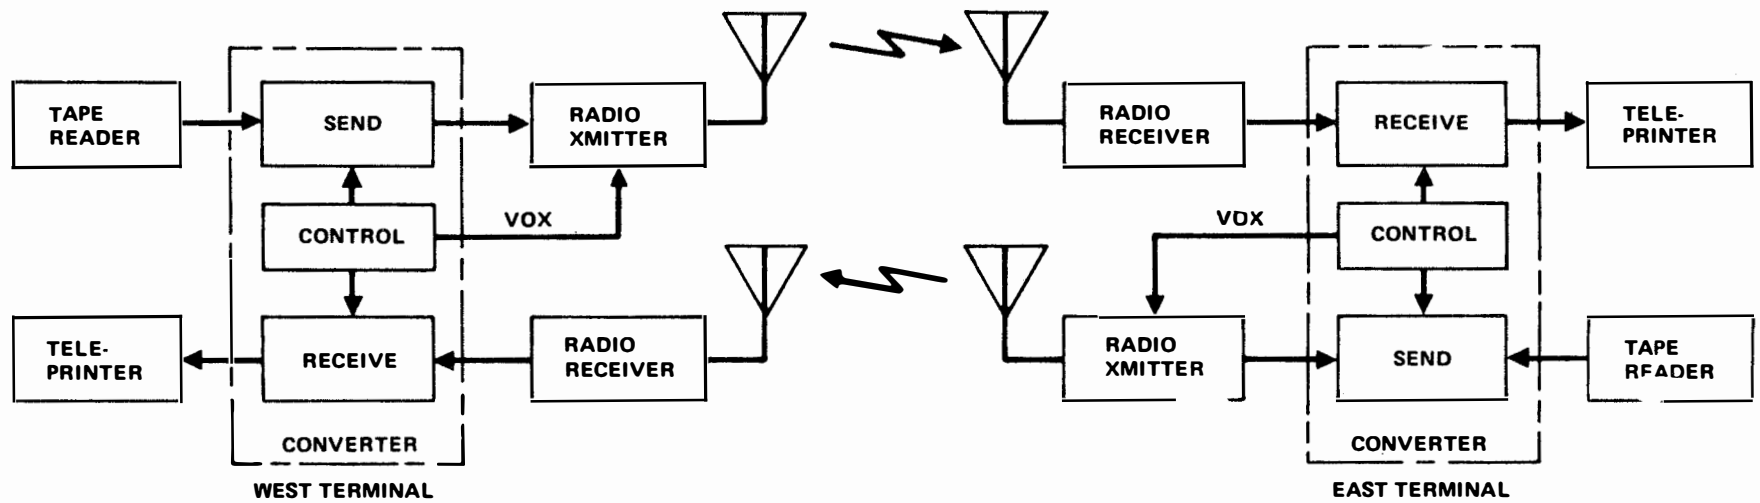 TAPE
READER
SEND
RADIO
XMITTER
RADIO
RECEIVER
RECEIVE
TELE-
PRINTER
CONTROL
VOX
VOX
CONTROL
TELE-
PRINTER
RECEIVE
RADIO
RECEIVER
RADIO
XMITTER
SEND
TAPE
READER
CONVERTER
CONVERTER
WEST TERMINAL
EAST TERMINAL